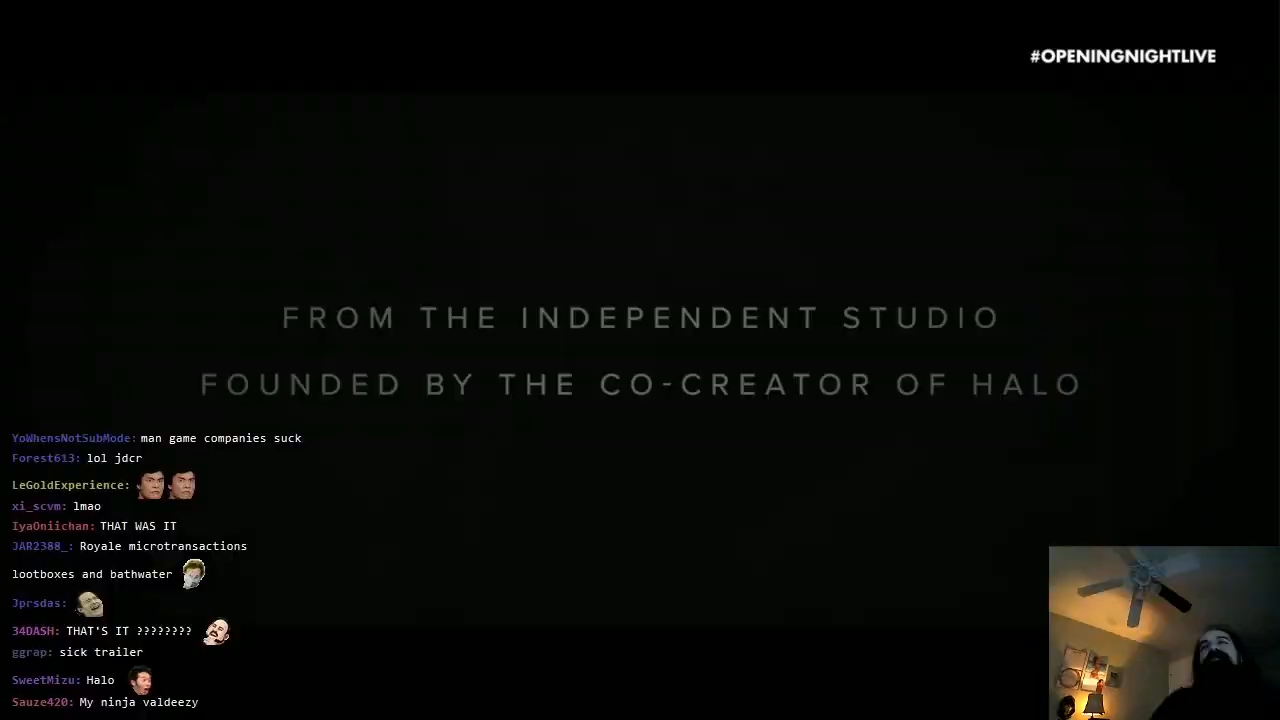 #OPENINGNIGHTLIVE
FROM THE INDEPENDENT STUDIO
FOUNDED BY THE CO-CREATOR OF HALO
YoWhensNotSubMode: man game companies suck
Forest613: lol jdcr
LeGoldExperience:
xi_scvm: lmao
IyaOniichan: THAT WAS IT
JAR2388_: Royale microtransactions
lootboxes and bathwater
Jprsdas:
34DASH: THAT'S IT ????????
ggrap: sick trailer
SweetMizu: Halo
Sauze420: My ninja valdeezy